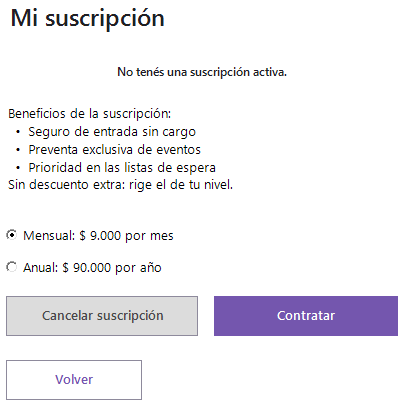 Mi suscripción
No tenés una suscripción activa.
Beneficios de la suscripción:
• Seguro de entrada sin cargo
• Preventa exclusiva de eventos
• Prioridad en las listas de espera
Sin descuento extra: rige el de tu nivel.
Mensual: $ 9.000 por mes
Anual: $ 90.000 por año
Cancelar suscripción
Contratar
Volver